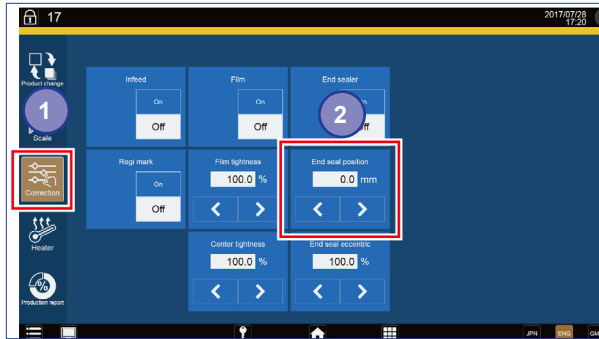 17
2017/07/28
17:20
Product change
1
Scale
Correction
Heater
Production report
Infeed
On
Off
Film
On
Off
End sealer
2
Regi mark
On
Off
Film tightness
100.0 %
End seal position
0.0 mm
Center tightness
100.0 %
End seal eccentric
100.0 %
JPN
ENG